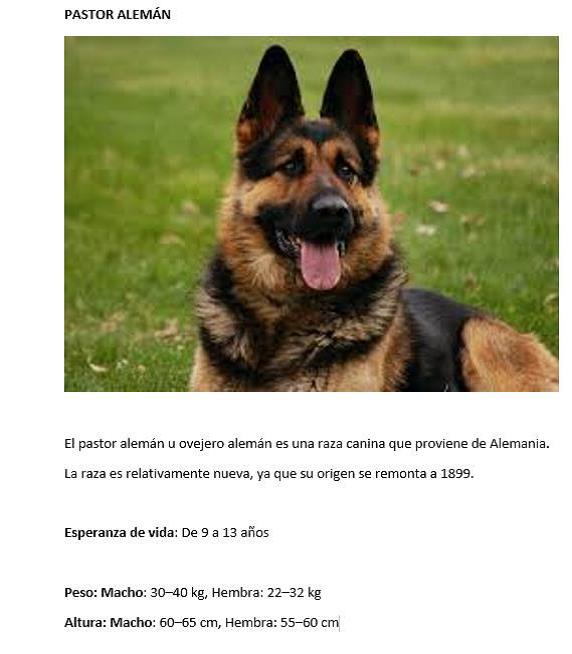 PASTOR ALEMÁN
El pastor alemán u ovejero alemán es una raza canina que proviene de Alemania.
La raza es relativamente nueva, ya que su origen se remonta a 1899.
Esperanza de vida: De 9 a 13 años
Peso: Macho: 30–40 kg, Hembra: 22–32 kg
Altura: Macho: 60–65 cm, Hembra: 55–60 cm